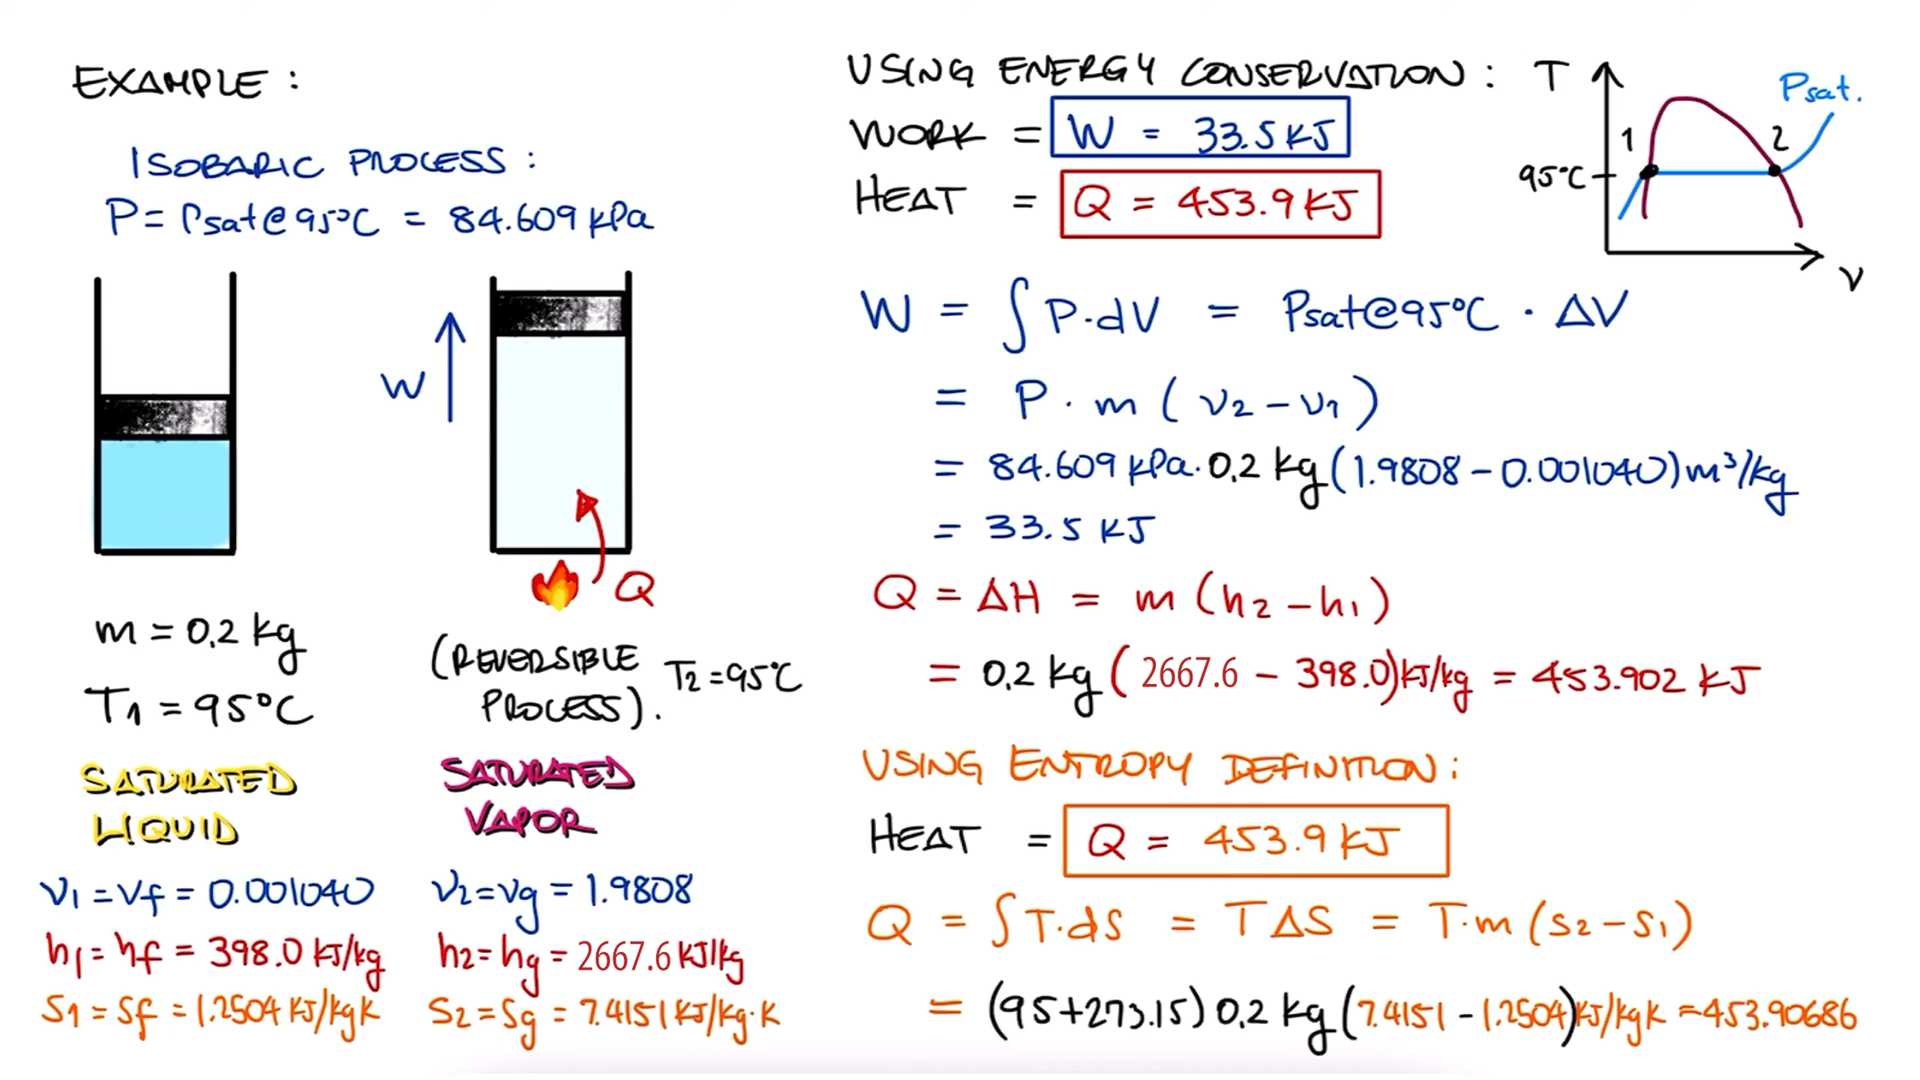 EXAMPLE :
ISOBARIC PROCESS :
P = Psat@95°C = 84.609 kPa
W
Q
m = 0.2 kg
T1 = 95°C
(REVERSIBLE
PROCESS).
T2 = 95°C
SATURATED
LIQUID
SATURATED
VAPOR
ν1 = νf = 0.001040
h1 = hf = 398.0 kJ/kg
s1 = sf = 1.2504 kJ/kgK
ν2 = νg = 1.9808
h2 = hg = 2667.6 kJ/kg
s2 = sg = 7.4151 kJ/kg·K
USING ENERGY CONSERVATION :
WORK = W = 33.5 kJ
HEAT = Q = 453.9 kJ
T
Psat.
1
2
95°C
ν
W = ∫ P·dV = Psat@95°C · ΔV
= P · m ( ν2 - ν1 )
= 84.609 kPa · 0.2 kg (1.9808 - 0.001040) m³/kg
= 33.5 kJ
Q = ΔH = m (h2 - h1)
= 0.2 kg ( 2667.6 - 398.0) kJ/kg = 453.902 kJ
USING ENTROPY DEFINITION :
HEAT = Q = 453.9 kJ
Q = ∫ T·dS = TΔS = T·m (s2 - s1)
= (95+273.15) 0.2 kg (7.4151 - 1.2504) kJ/kgK = 453.90686